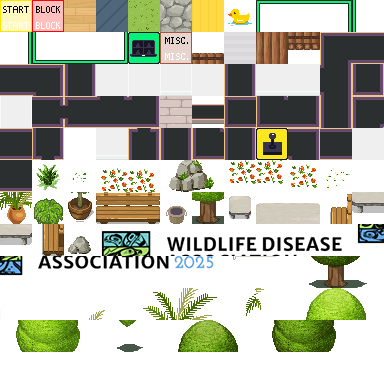 START BLOCK
START BLOCK
MISC.
MISC.
WILDLIFE DISEASE
ASSOCIATION 2025